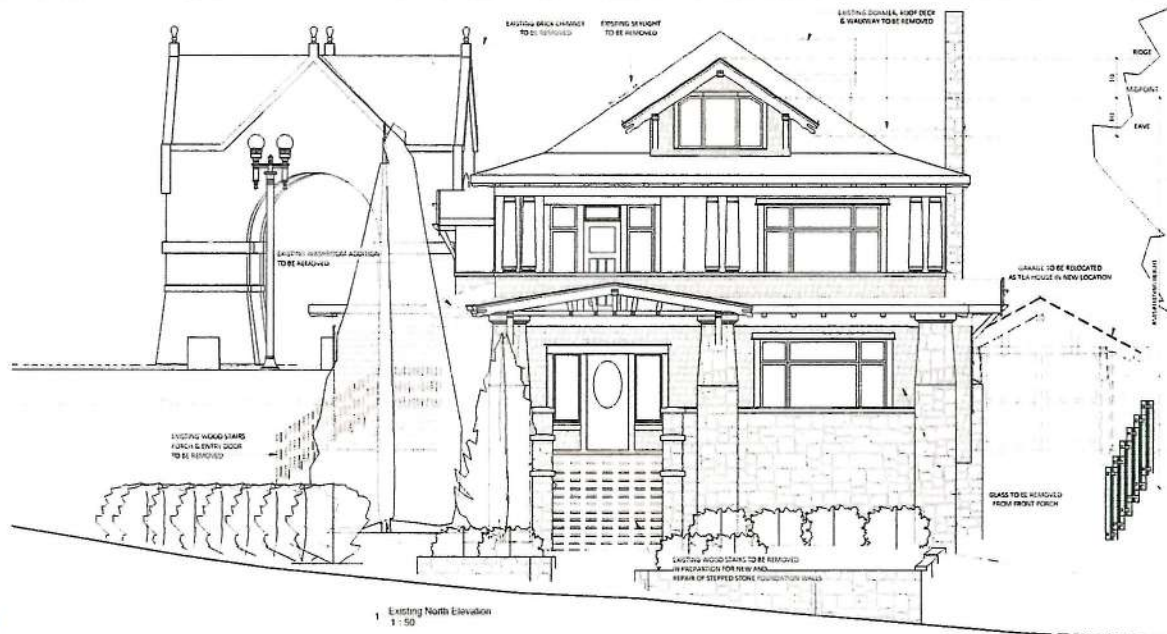 EXISTING BRICK CHIMNEY
TO BE REMOVED
EXISTING SKYLIGHT
TO BE REMOVED
EXISTING DORMER, ROOF DECK
& WALKWAY TO BE REMOVED
RIDGE
MIDPOINT
EAVE
EXISTING WASHROOM ADDITION
TO BE REMOVED
GARAGE TO BE RELOCATED
AS TEA HOUSE IN NEW LOCATION
EXISTING WOOD STAIRS
PORCH & ENTRY DOOR
TO BE REMOVED
GLASS TO BE REMOVED
FROM FRONT PORCH
EXISTING WOOD STAIRS TO BE REMOVED
IN PREPARATION FOR NEW AND
REPAIR OF STEPPED STONE FOUNDATION WALLS
1 Existing North Elevation
1 : 50